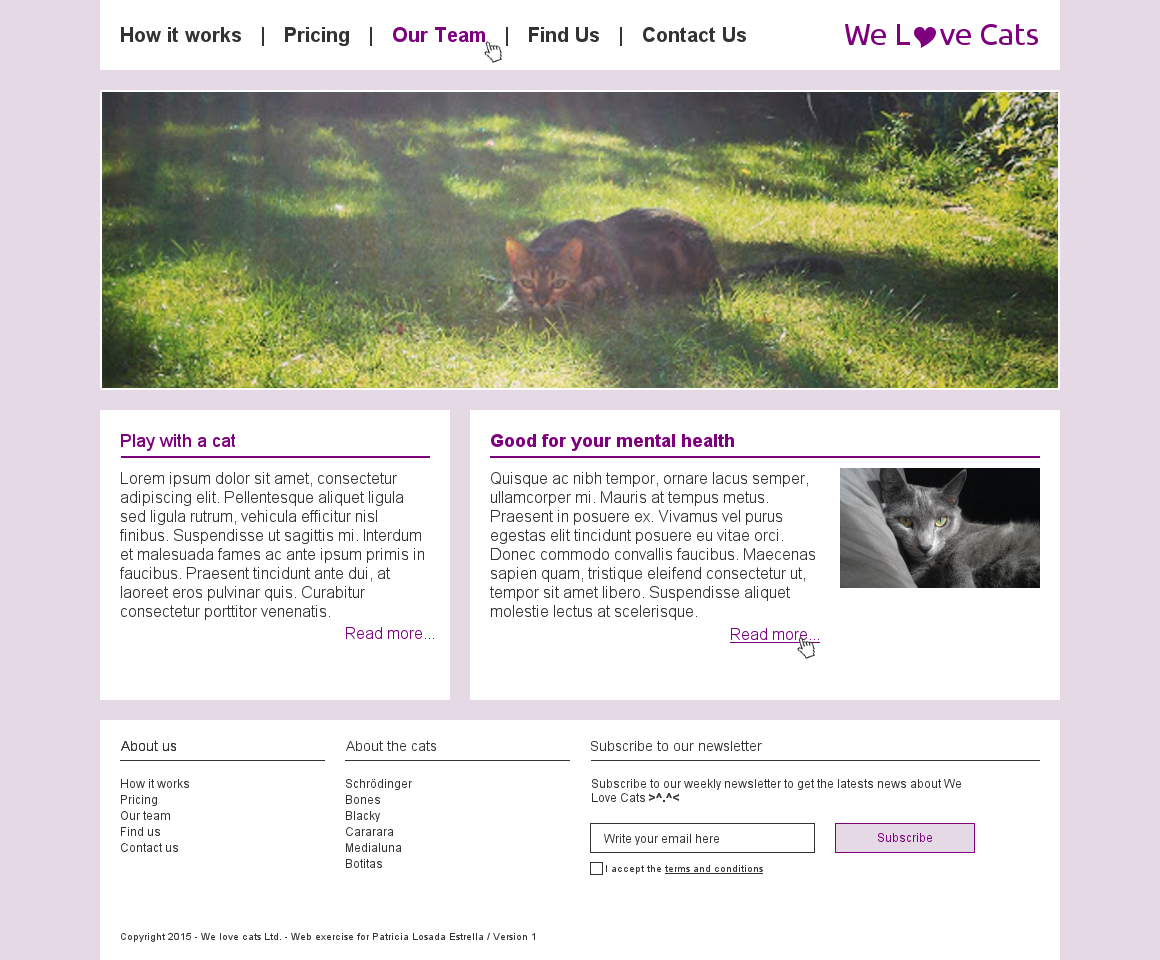 How it works | Pricing | Our Team | Find Us | Contact Us
We L♥ve Cats
Play with a cat
Lorem ipsum dolor sit amet, consectetur
adipiscing elit. Pellentesque aliquet ligula
sed ligula rutrum, vehicula efficitur nisl
finibus. Suspendisse ut sagittis mi. Interdum
et malesuada fames ac ante ipsum primis in
faucibus. Praesent tincidunt ante dui, at
laoreet eros pulvinar quis. Curabitur
consectetur porttitor venenatis.
Read more...
Good for your mental health
Quisque ac nibh tempor, ornare lacus semper,
ullamcorper mi. Mauris at tempus metus.
Praesent in posuere ex. Vivamus vel purus
egestas elit tincidunt posuere eu vitae orci.
Donec commodo convallis faucibus. Maecenas
sapien quam, tristique eleifend consectetur ut,
tempor sit amet libero. Suspendisse aliquet
molestie lectus at scelerisque.
Read more...
About us
How it works
Pricing
Our team
Find us
Contact us
About the cats
Schrödinger
Bones
Blacky
Cararara
Medialuna
Botitas
Subscribe to our newsletter
Subscribe to our weekly newsletter to get the latests news about We
Love Cats >^.^<
Write your email here
Subscribe
I accept the terms and conditions
Copyright 2015 - We love cats Ltd. - Web exercise for Patricia Losada Estrella / Version 1